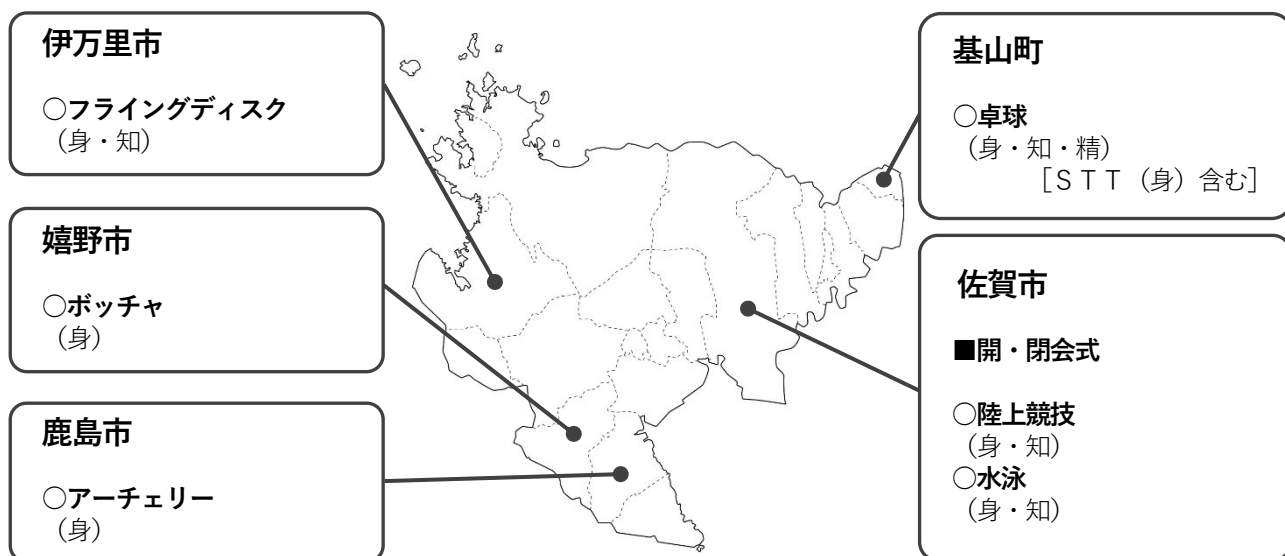 伊万里市
○フライングディスク
（身・知）
嬉野市
○ボッチャ
（身）
鹿島市
○アーチェリー
（身）
基山町
○卓球
（身・知・精）
［ＳＴＴ（身）含む］
佐賀市
■開・閉会式
○陸上競技
（身・知）
○水泳
（身・知）